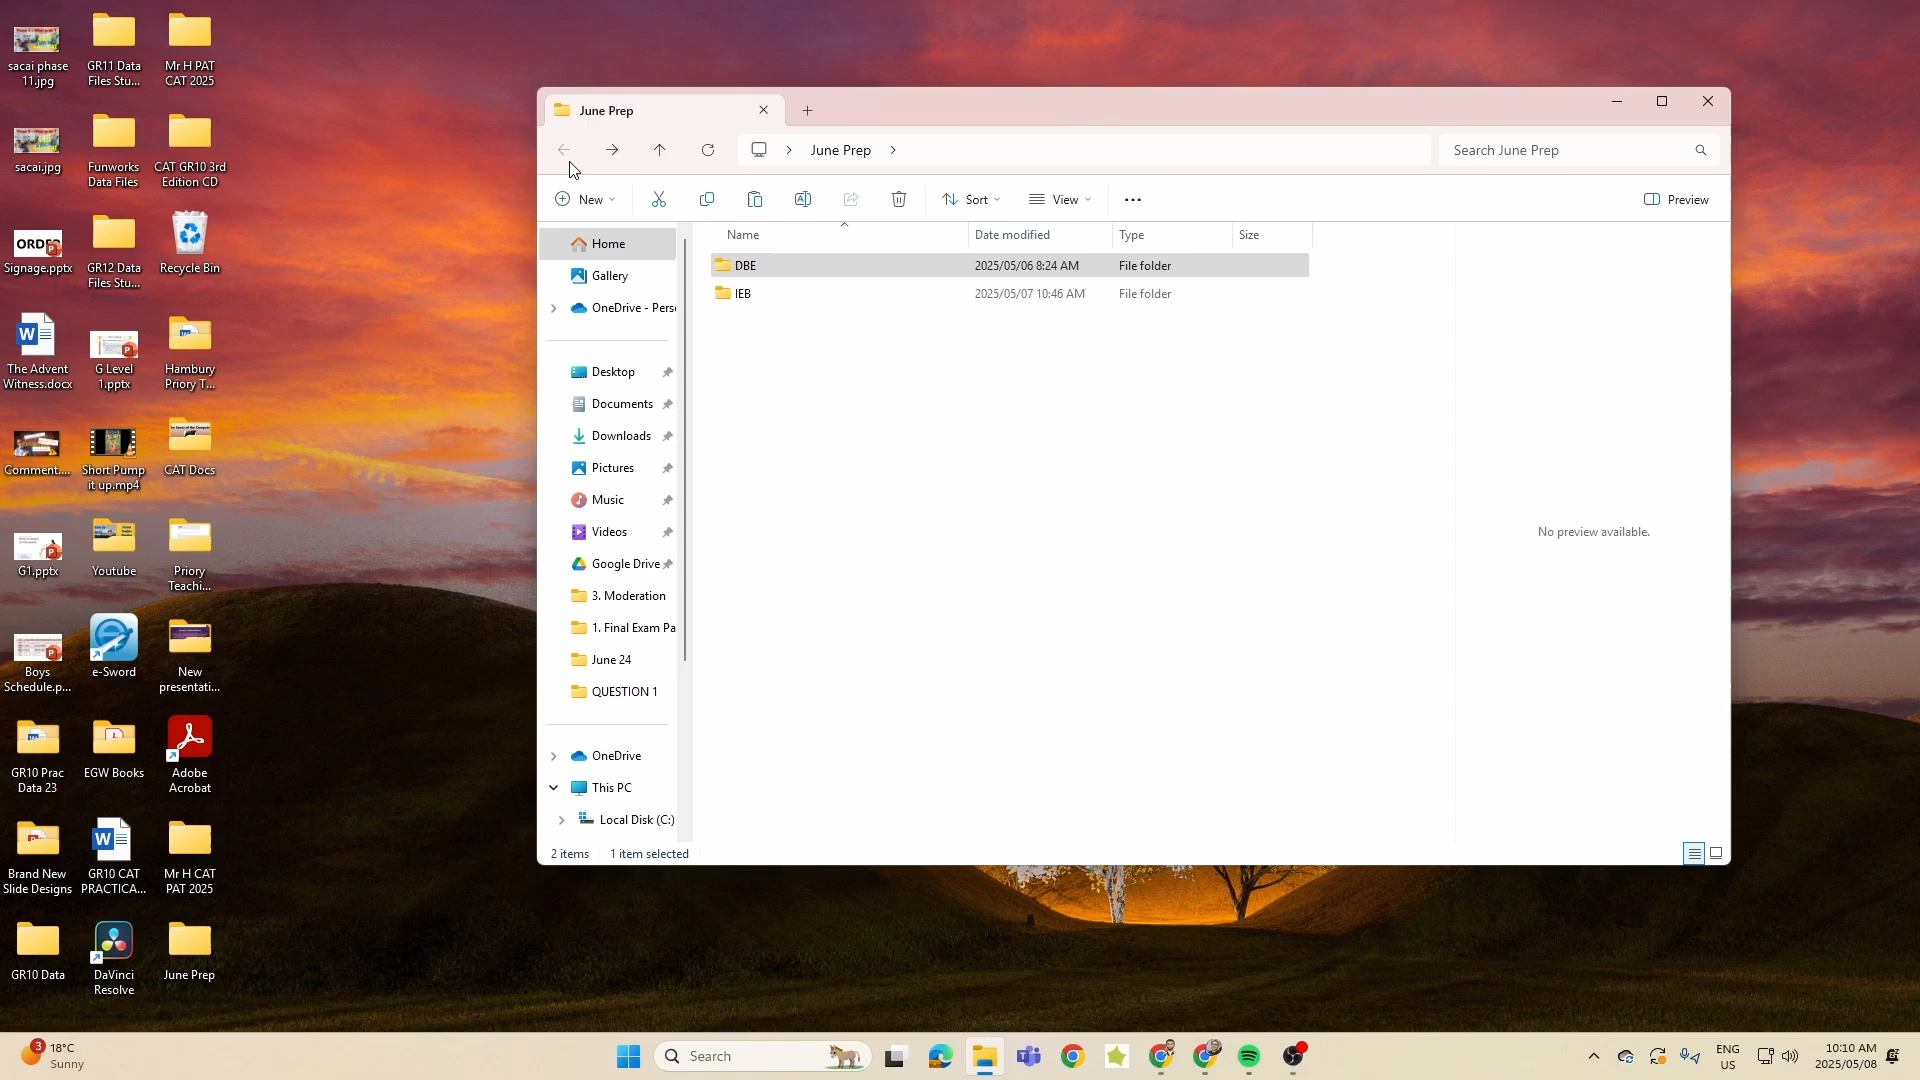 sacai phase
11.jpg
GR11 Data
Files Stu...
Mr H PAT
CAT 2025
sacai.jpg
Funworks
Data Files
CAT GR10 3rd
Edition CD
ORDER
Signage.pptx
GR12 Data
Files Stu...
Recycle Bin
The Advent
Witness.docx
G Level
1.pptx
Hambury
Priory T...
Comment....
Short Pump
it up.mp4
CAT Docs
G1.pptx
Youtube
Priory
Teachi...
Boys
Schedule.p...
e-Sword
New
presentati...
GR10 Prac
Data 23
EGW Books
Adobe
Acrobat
Brand New
Slide Designs
GR10 CAT
PRACTICA...
Mr H CAT
PAT 2025
GR10 Data
DaVinci
Resolve
June Prep
June Prep
June Prep
Search June Prep
New
Sort
View
Preview
Home
Gallery
OneDrive - Perso
Desktop
Documents
Downloads
Pictures
Music
Videos
Google Drive
3. Moderation
1. Final Exam Pa
June 24
QUESTION 1
OneDrive
This PC
Local Disk (C:)
Name Date modified Type Size
DBE 2025/05/06 8:24 AM File folder
IEB 2025/05/07 10:46 AM File folder
No preview available.
2 items 1 item selected
3
18°C
Sunny
Search
ENG
US
10:10 AM
2025/05/08